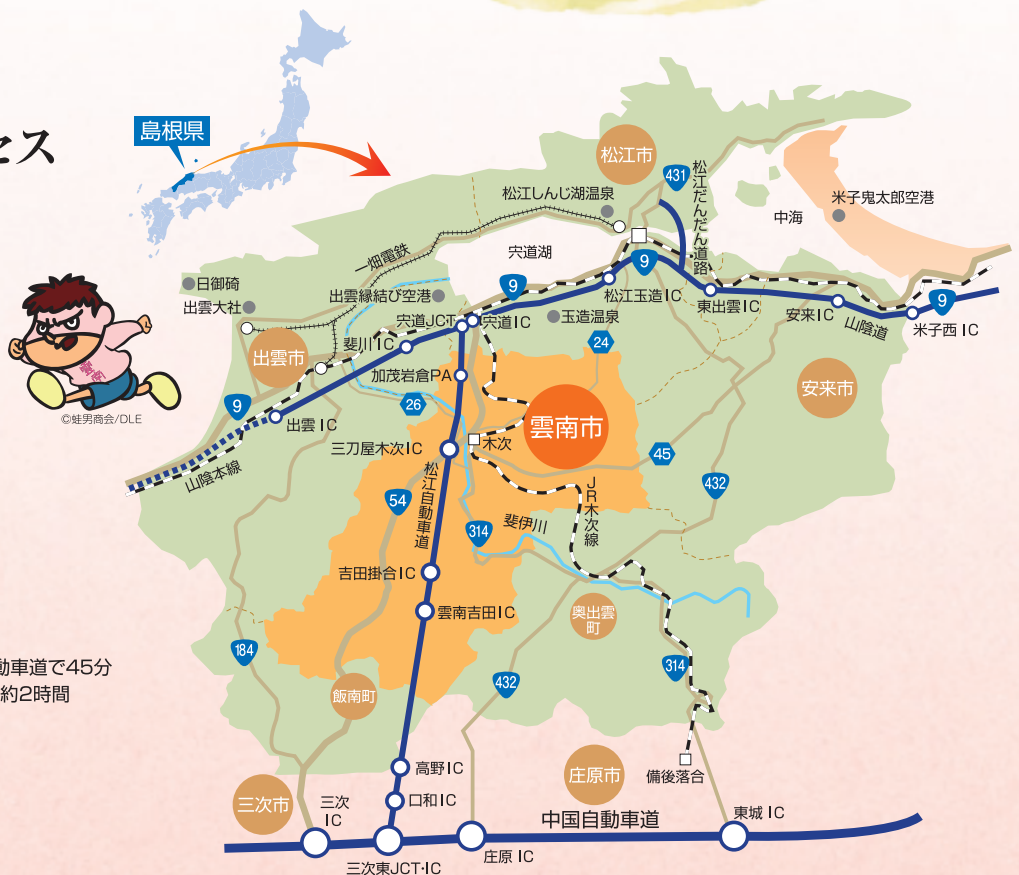 セス
島根県
松江市
431
松江だんだん道路
米子鬼太郎空港
中海
松江しんじ湖温泉
宍道湖
一畑電鉄
9
9
日御碕
出雲大社
出雲縁結び空港
宍道JCT
宍道IC
松江玉造IC
東出雲IC
安来IC
山陰道
9
米子西IC
玉造温泉
斐川IC
24
出雲市
加茂岩倉PA
安来市
雲南
©蛙男商会/DLE
9
26
出雲IC
雲南市
三刀屋木次IC
木次
45
山陰本線
松江自動車道
54
JR木次線
432
314
斐伊川
吉田掛合IC
雲南吉田IC
奥出雲
町
184
314
動車道で45分
約2時間
432
飯南町
高野IC
庄原市
備後落合
三次市
三次
IC
口和IC
中国自動車道
東城IC
庄原IC
三次東JCT・IC